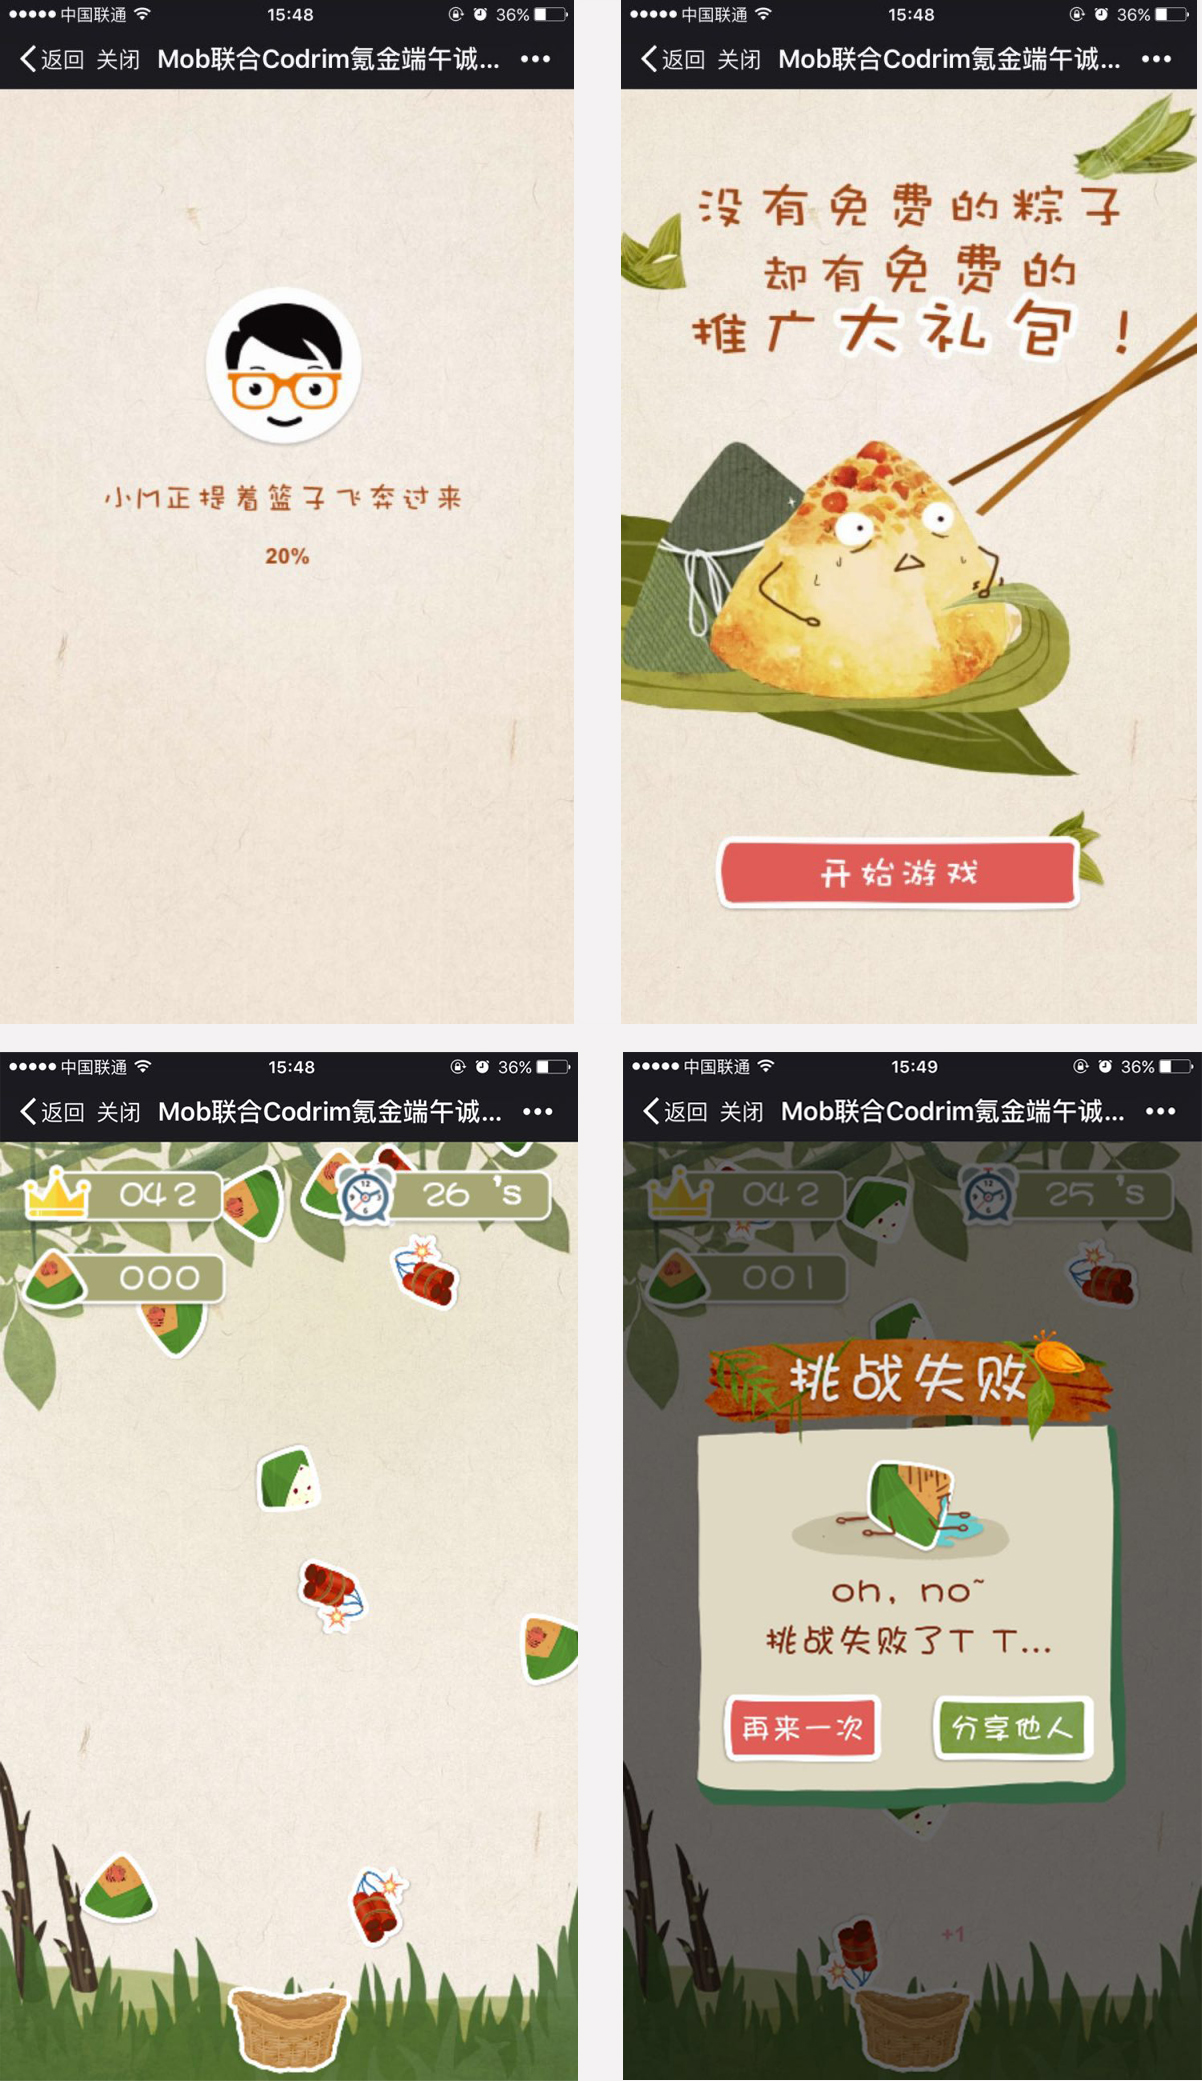 中国联通 15:48 36%
返回 关闭 Mob联合Codrim氪金端午诚... •••
小M正提着篮子飞奔过来
20%
中国联通 15:48 36%
返回 关闭 Mob联合Codrim氪金端午诚... •••
没有免费的粽子
却有免费的
推广大礼包！
开始游戏
中国联通 15:48 36%
返回 关闭 Mob联合Codrim氪金端午诚... •••
042 26 's
000
中国联通 15:49 36%
返回 关闭 Mob联合Codrim氪金端午诚... •••
042 25 's
001
挑战失败
oh, no~
挑战失败了T T...
再来一次 分享他人
+1